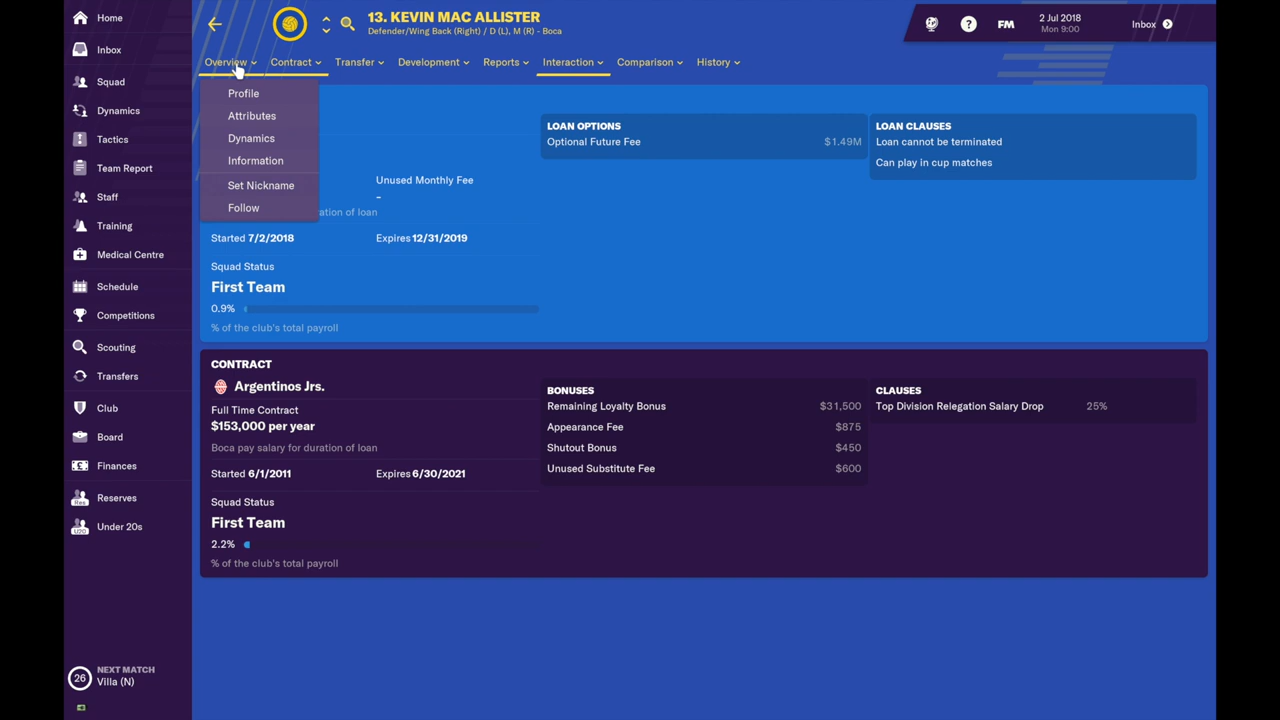 Home
Inbox
Squad
Dynamics
Tactics
Team Report
Staff
Training
Medical Centre
Schedule
Competitions
Scouting
Transfers
Club
Board
Finances
Reserves
Under 20s
26
NEXT MATCH
Villa (N)
13. KEVIN MAC ALLISTER
Defender/Wing Back (Right) / D (L), M (R) - Boca
FM
2 Jul 2018
Mon 9:00
Inbox
Overview Contract Transfer Development Reports Interaction Comparison History
Profile
Attributes
Dynamics
Information
Set Nickname
Follow
Unused Monthly Fee
-
ration of loan
Started 7/2/2018 Expires 12/31/2019
Squad Status
First Team
0.9%
% of the club's total payroll
LOAN OPTIONS
Optional Future Fee $1.49M
LOAN CLAUSES
Loan cannot be terminated
Can play in cup matches
CONTRACT
Argentinos Jrs.
Full Time Contract
$153,000 per year
Boca pay salary for duration of loan
Started 6/1/2011 Expires 6/30/2021
Squad Status
First Team
2.2%
% of the club's total payroll
BONUSES
Remaining Loyalty Bonus $31,500
Appearance Fee $875
Shutout Bonus $450
Unused Substitute Fee $600
CLAUSES
Top Division Relegation Salary Drop 25%